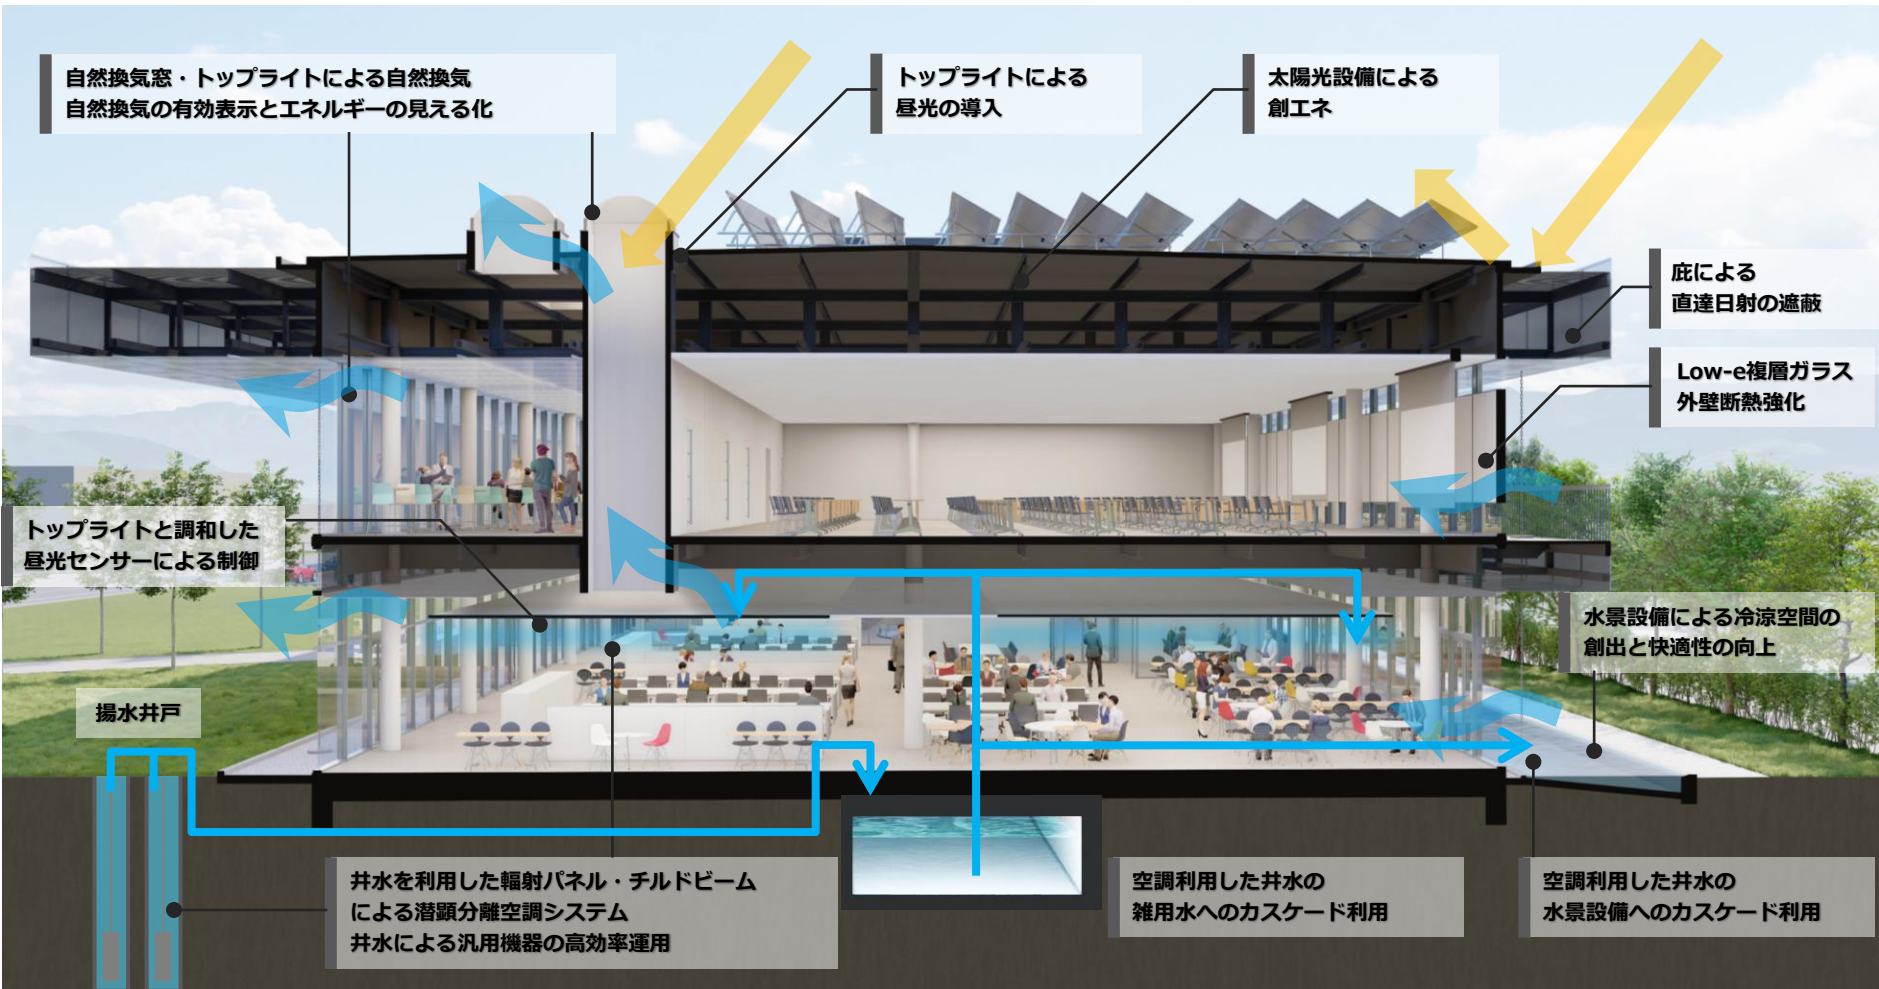 自然換気窓・トップライトによる自然換気
自然換気の有効表示とエネルギーの見える化
トップライトによる
昼光の導入
太陽光設備による
創エネ
庇による
直達日射の遮蔽
Low-e複層ガラス
外壁断熱強化
トップライトと調和した
昼光センサーによる制御
水景設備による冷涼空間の
創出と快適性の向上
揚水井戸
井水を利用した輻射パネル・チルドビーム
による潜顕分離空調システム
井水による汎用機器の高効率運用
空調利用した井水の
雑用水へのカスケード利用
空調利用した井水の
水景設備へのカスケード利用